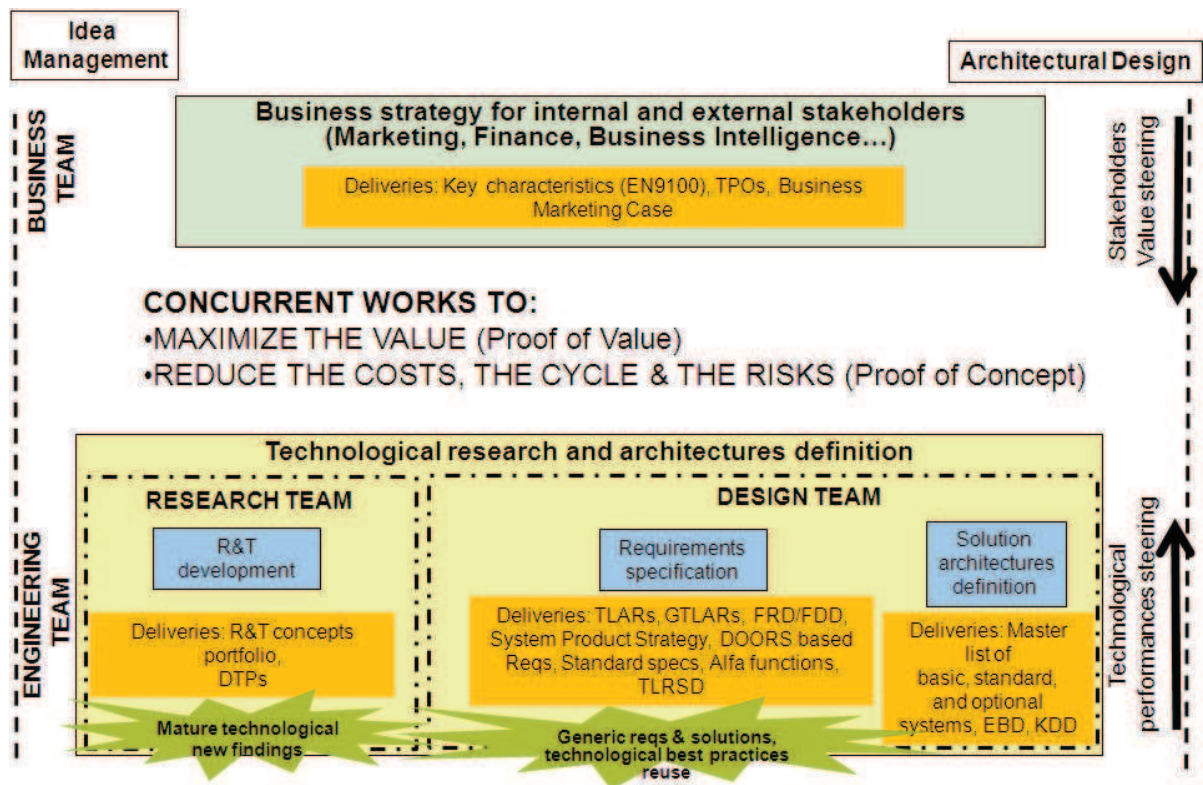 Idea
Management
Architectural Design
BUSINESS
TEAM
Business strategy for internal and external stakeholders
(Marketing, Finance, Business Intelligence…)
Deliveries: Key characteristics (EN9100), TPOs, Business
Marketing Case
Stakeholders
Value steering
CONCURRENT WORKS TO:
•MAXIMIZE THE VALUE (Proof of Value)
•REDUCE THE COSTS, THE CYCLE & THE RISKS (Proof of Concept)
ENGINEERING
TEAM
Technological research and architectures definition
RESEARCH TEAM
R&T
development
Deliveries: R&T concepts
portfolio,
DTPs
Mature technological
new findings
DESIGN TEAM
Requirements
specification
Deliveries: TLARs, GTLARs, FRD/FDD,
System Product Strategy, DOORS based
Reqs, Standard specs, Alfa functions,
TLRSD
Generic reqs & solutions,
technological best practices
reuse
Solution
architectures
definition
Deliveries: Master
list of
basic, standard,
and optional
systems, EBD, KDD
Technological
performances steering